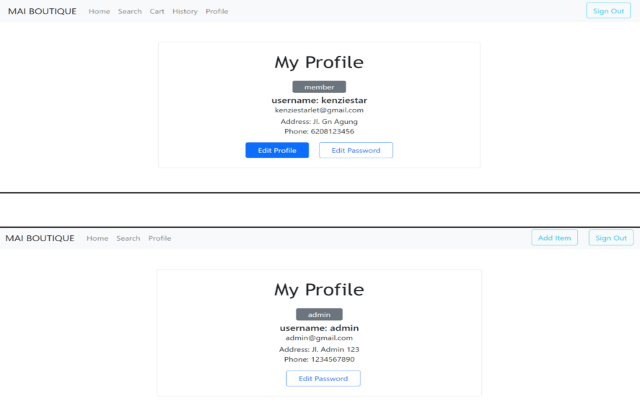 MAI BOUTIQUE Home Search Cart History Profile Sign Out
My Profile
member
username: kenziestar
kenziestarlet@gmail.com
Address: Jl. Gn Agung
Phone: 6208123456
Edit Profile Edit Password
MAI BOUTIQUE Home Search Profile Add Item Sign Out
My Profile
admin
username: admin
admin@gmail.com
Address: Jl. Admin 123
Phone: 1234567890
Edit Password